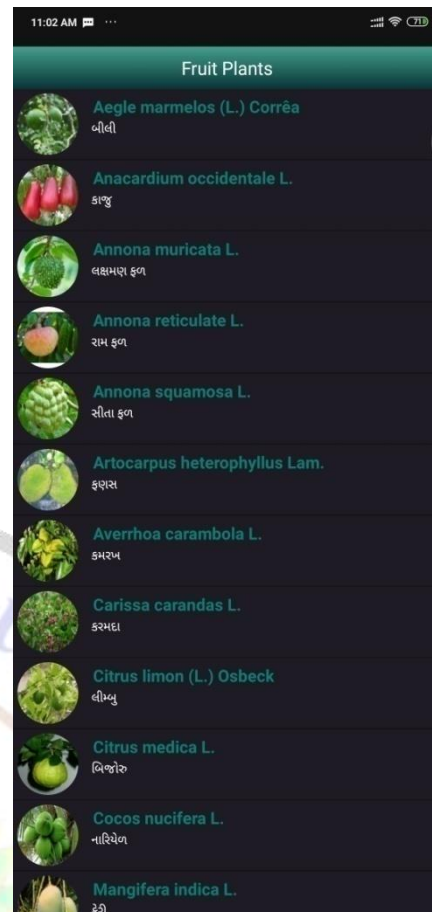 11:02 AM
71
Fruit Plants
Aegle marmelos (L.) Corrêa
બીલી
Anacardium occidentale L.
કાજુ
Annona muricata L.
લક્ષમણ ફળ
Annona reticulate L.
રામ ફળ
Annona squamosa L.
સીતા ફળ
Artocarpus heterophyllus Lam.
ફણસ
Averrhoa carambola L.
કમરખ
Carissa carandas L.
કરમદા
Citrus limon (L.) Osbeck
લીમ્બુ
Citrus medica L.
બિજોરુ
Cocos nucifera L.
નારિયેળ
Mangifera indica L.